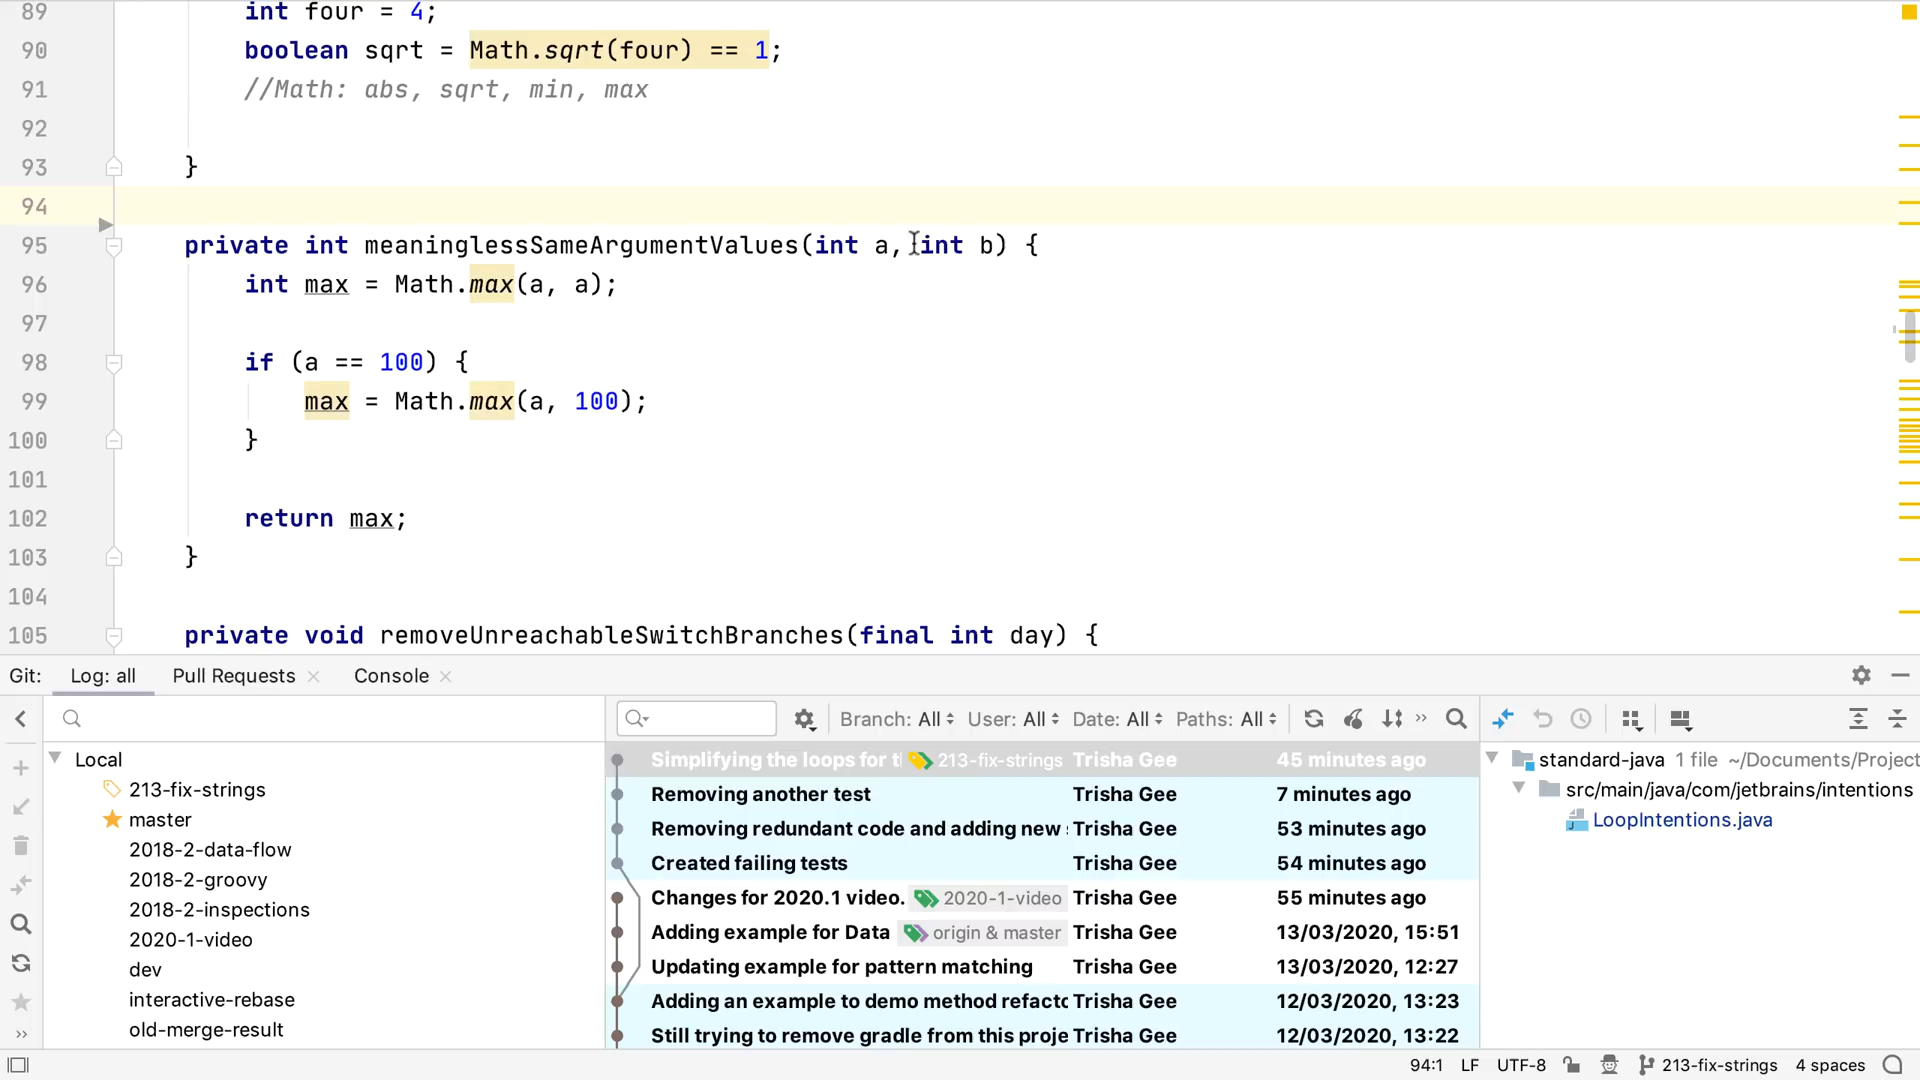 89 int four = 4;
90 boolean sqrt = Math.sqrt(four) == 1;
91 //Math: abs, sqrt, min, max
92
93 }
94
95 private int meaninglessSameArgumentValues(int a, int b) {
96 int max = Math.max(a, a);
97
98 if (a == 100) {
99 max = Math.max(a, 100);
100 }
101
102 return max;
103 }
104
105 private void removeUnreachableSwitchBranches(final int day) {
Git: Log: all Pull Requests Console
Branch: All User: All Date: All Paths: All
Local
213-fix-strings
master
2018-2-data-flow
2018-2-groovy
2018-2-inspections
2020-1-video
dev
interactive-rebase
old-merge-result
Simplifying the loops for t 213-fix-strings Trisha Gee 45 minutes ago
Removing another test Trisha Gee 7 minutes ago
Removing redundant code and adding new Trisha Gee 53 minutes ago
Created failing tests Trisha Gee 54 minutes ago
Changes for 2020.1 video. 2020-1-video Trisha Gee 55 minutes ago
Adding example for Data origin & master Trisha Gee 13/03/2020, 15:51
Updating example for pattern matching Trisha Gee 13/03/2020, 12:27
Adding an example to demo method refacto Trisha Gee 12/03/2020, 13:23
Still trying to remove gradle from this proje Trisha Gee 12/03/2020, 13:22
standard-java 1 file ~/Documents/Project
src/main/java/com/jetbrains/intentions
LoopIntentions.java
94:1 LF UTF-8 213-fix-strings 4 spaces